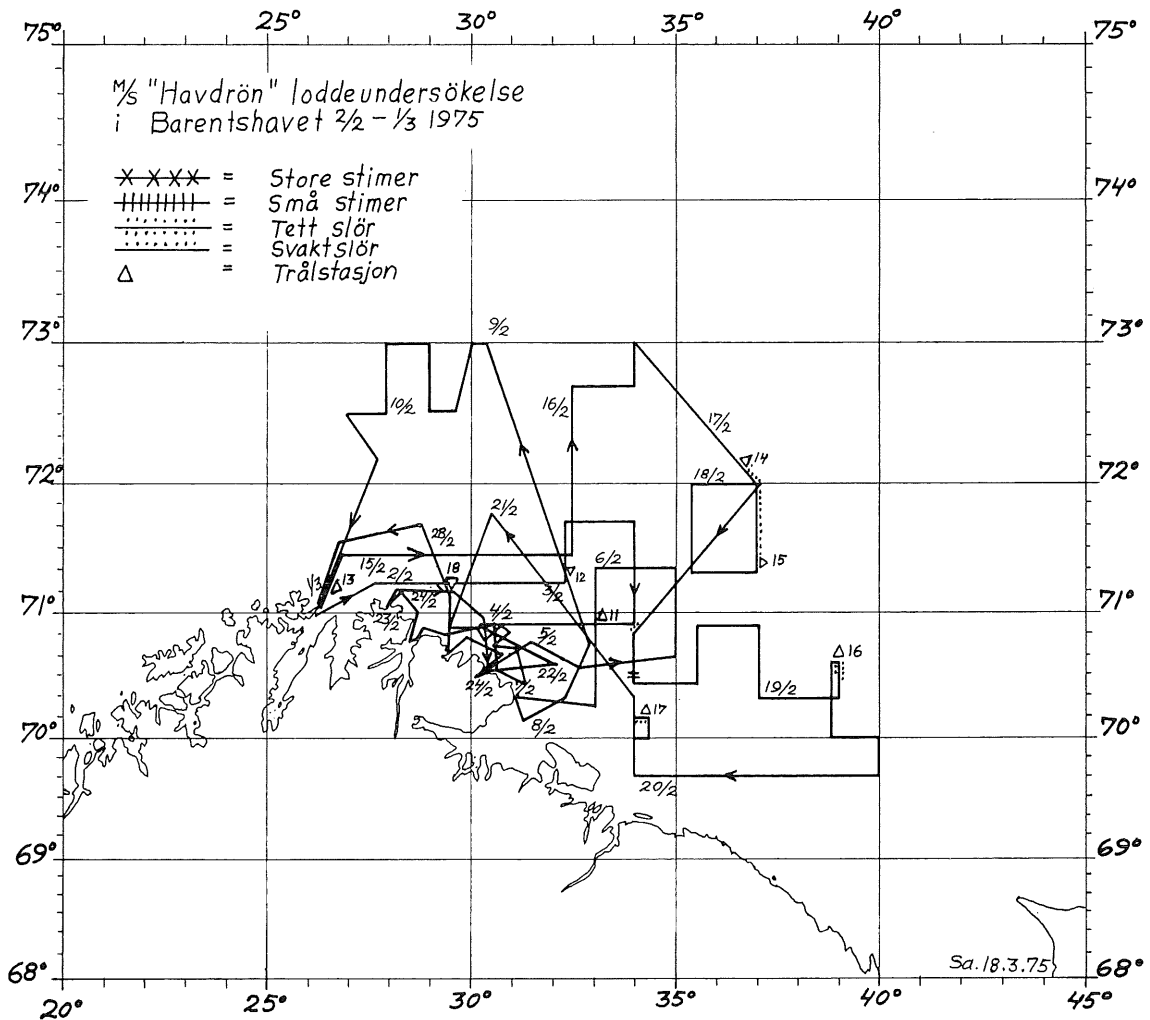 25° 30° 35° 40°
75° 75°
M/S "Havdrön" loddeundersökelse
i Barentshavet 2/2 – 1/3 1975
= Store stimer
= Små stimer
= Tett slör
= Svaktslör
= Trålstasjon
74° 74°
73° 9/2 73°
10/2 16/2
17/2
14
72° 18/2 72°
21/2
28/2
15/2 2/2 18 12 6/2 15
1/3 13
3/2
71° 23/2 24/2 4/2 11 71°
5/2
16
24/2 7/2 22/2
19/2
17
70° 8/2 70°
20/2
69° 69°
Sa. 18.3.75
68° 68°
20° 25° 30° 35° 40° 45°